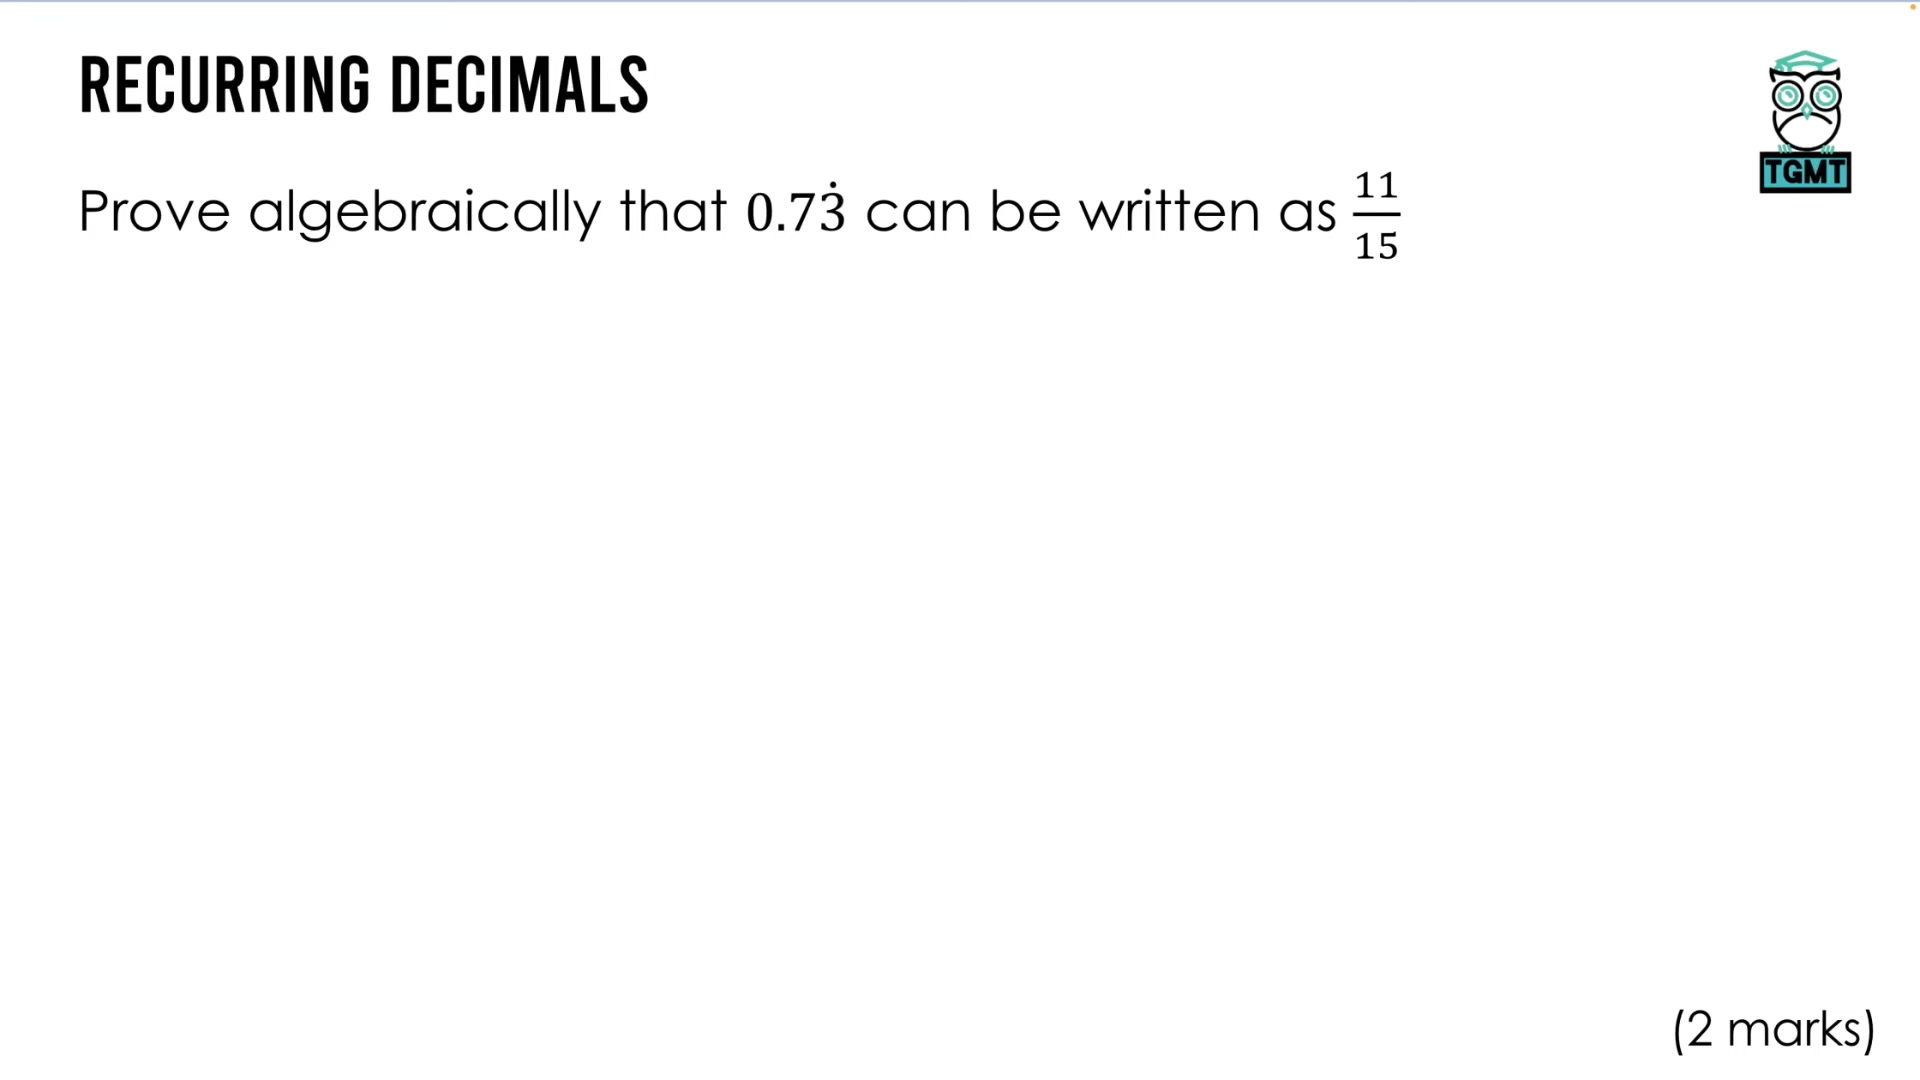 RECURRING DECIMALS
TGMT
Prove algebraically that 0.73̇ can be written as 11/15
(2 marks)